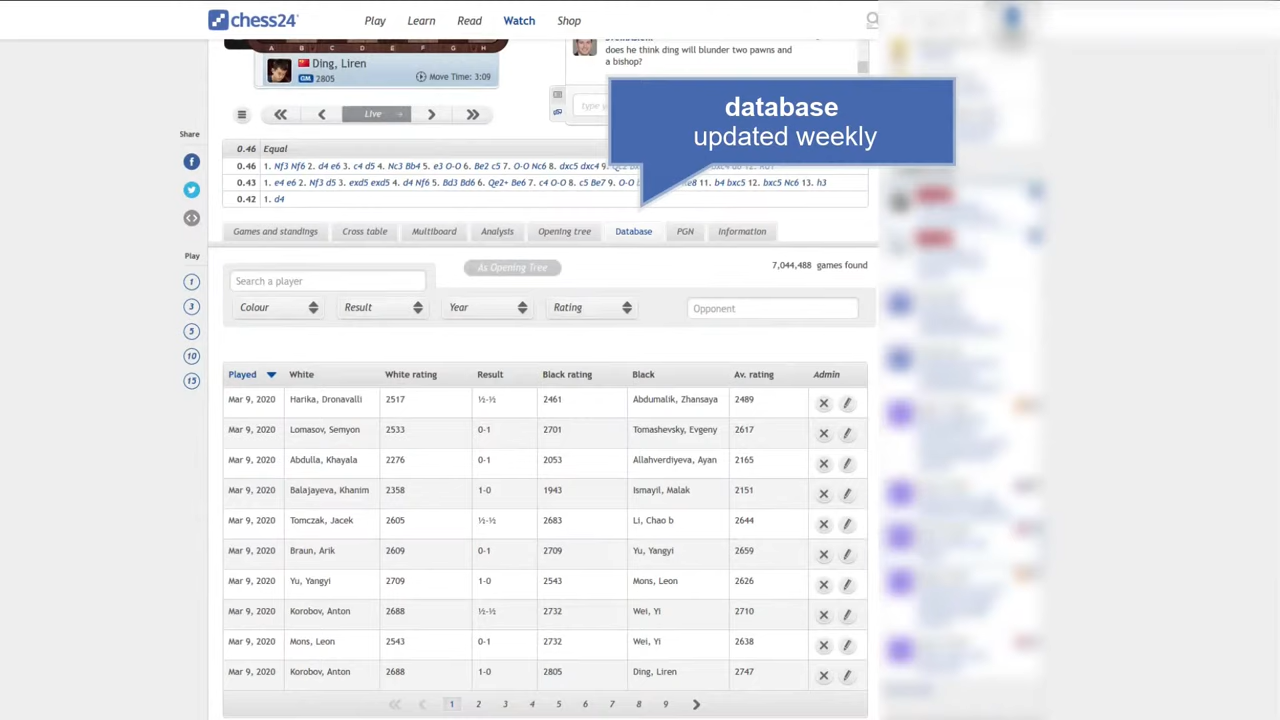 chess24
Play Learn Read Watch Shop
A B C D E F G H
Ding, Liren
GM 2805
Move Time: 3:09
does he think ding will blunder two pawns and
a bishop?
Live
database
updated weekly
Share
0.46 Equal
0.46 1. Nf3 Nf6 2. d4 e6 3. c4 d5 4. Nc3 Bb4 5. e3 O-O 6. Be2 c5 7. O-O Nc6 8. dxc5 dxc4 9.
0.43 1. e4 e6 2. Nf3 d5 3. exd5 exd5 4. d4 Nf6 5. Bd3 Bd6 6. Qe2+ Be6 7. c4 O-O 8. c5 Be7 9. O-O 11. b4 bxc5 12. bxc5 Nc6 13. h3
0.42 1. d4
Games and standings Cross table Multiboard Analysis Opening tree Database PGN Information
Play
1
3
5
10
15
Search a player As Opening Tree 7,044,488 games found
Colour Result Year Rating Opponent
Played White White rating Result Black rating Black Av. rating Admin
Mar 9, 2020 Harika, Dronavalli 2517 ½-½ 2461 Abdumalik, Zhansaya 2489
Mar 9, 2020 Lomasov, Semyon 2533 0-1 2701 Tomashevsky, Evgeny 2617
Mar 9, 2020 Abdulla, Khayala 2276 0-1 2053 Allahverdiyeva, Ayan 2165
Mar 9, 2020 Balajayeva, Khanim 2358 1-0 1943 Ismayil, Malak 2151
Mar 9, 2020 Tomczak, Jacek 2605 ½-½ 2683 Li, Chao b 2644
Mar 9, 2020 Braun, Arik 2609 0-1 2709 Yu, Yangyi 2659
Mar 9, 2020 Yu, Yangyi 2709 1-0 2543 Mons, Leon 2626
Mar 9, 2020 Korobov, Anton 2688 ½-½ 2732 Wei, Yi 2710
Mar 9, 2020 Mons, Leon 2543 0-1 2732 Wei, Yi 2638
Mar 9, 2020 Korobov, Anton 2688 1-0 2805 Ding, Liren 2747
1 2 3 4 5 6 7 8 9